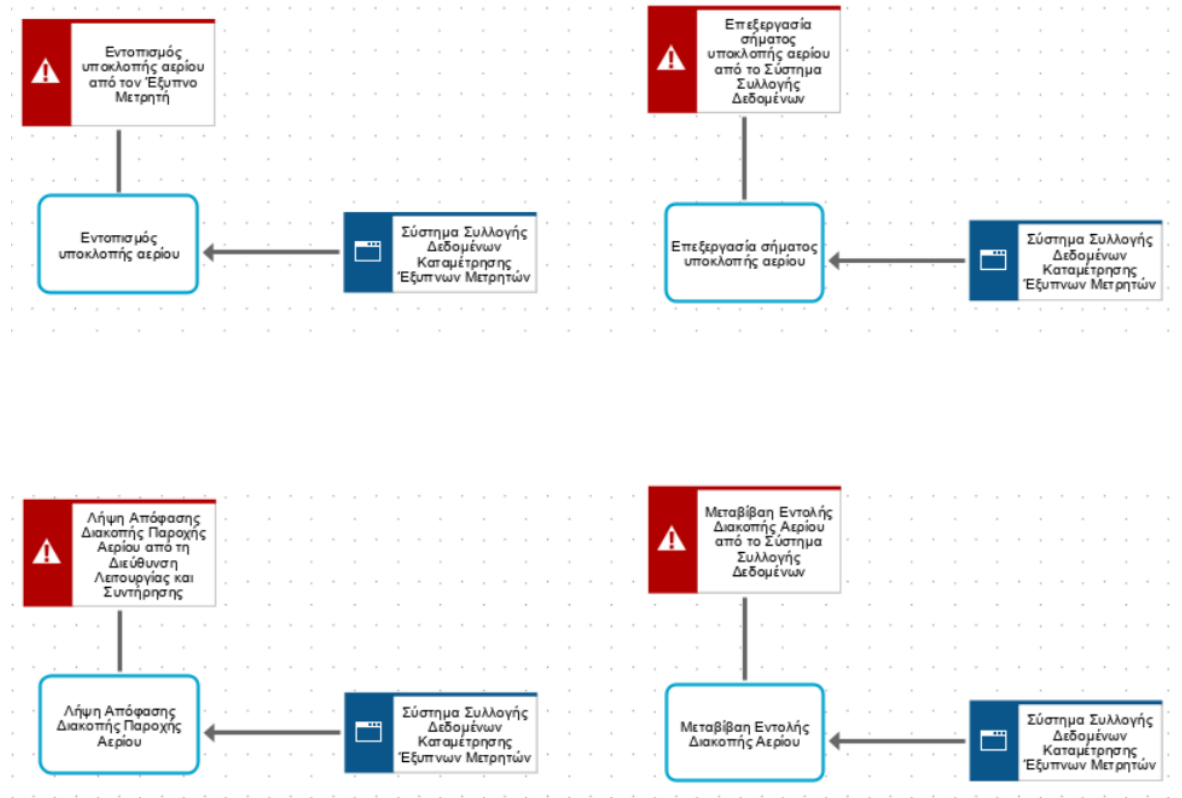 Εντοπισμός
υποκλοπής αερίου
από τον Έξυπνο
Μετρητή
Εντοπισμός
υποκλοπής αερίου
Σύστημα Συλλογής
Δεδομένων
Καταμέτρησης
Έξυπνων Μετρητών
Επεξεργασία
σήματος
υποκλοπής αερίου
από το Σύστημα
Συλλογής
Δεδομένων
Επεξεργασία σήματος
υποκλοπής αερίου
Σύστημα Συλλογής
Δεδομένων
Καταμέτρησης
Έξυπνων Μετρητών
Λήψη Απόφασης
Διακοπής Παροχής
Αερίου από τη
Διεύθυνση
Λειτουργίας και
Συντήρησης
Λήψη Απόφασης
Διακοπής Παροχής
Αερίου
Σύστημα Συλλογής
Δεδομένων
Καταμέτρησης
Έξυπνων Μετρητών
Μεταβίβαη Εντολής
Διακοπής Αερίου
από το Σύστημα
Συλλογής
Δεδομένων
Μεταβίβαη Εντολής
Διακοπής Αερίου
Σύστημα Συλλογής
Δεδομένων
Καταμέτρησης
Έξυπνων Μετρητών